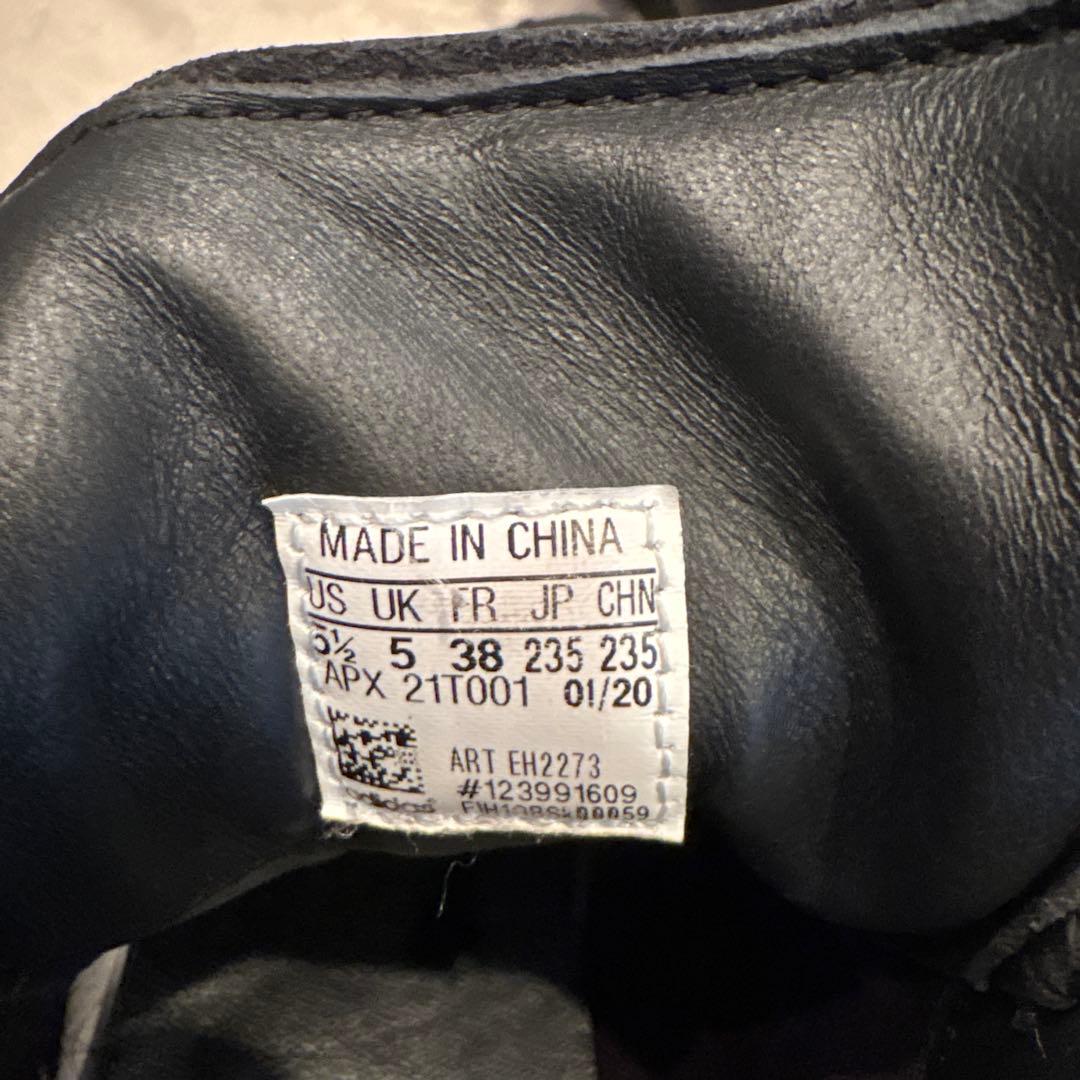 MADE IN CHINA
US UK FR JP CHN
5½ 5 38 235 235
APX 21T001 01/20
ART EH2273
#123991609
adidas